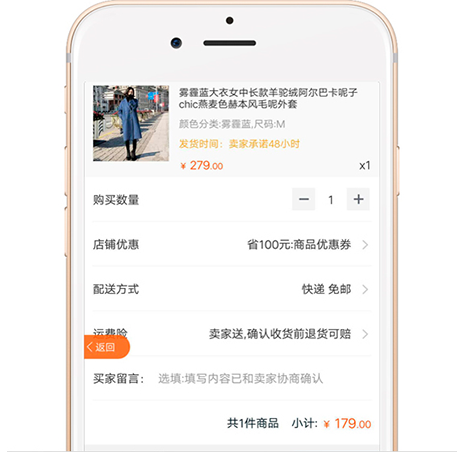 雾霾蓝大衣女中长款羊驼绒阿尔巴卡呢子
chic燕麦色赫本风毛呢外套
颜色分类:雾霾蓝,尺码:M
发货时间：卖家承诺48小时
¥ 279.00 x1
购买数量 － 1 ＋
店铺优惠 省100元:商品优惠券
配送方式 快递 免邮
运费险 卖家送,确认收货前退货可赔
返回
买家留言： 选填:填写内容已和卖家协商确认
共1件商品 小计: ¥ 179.00